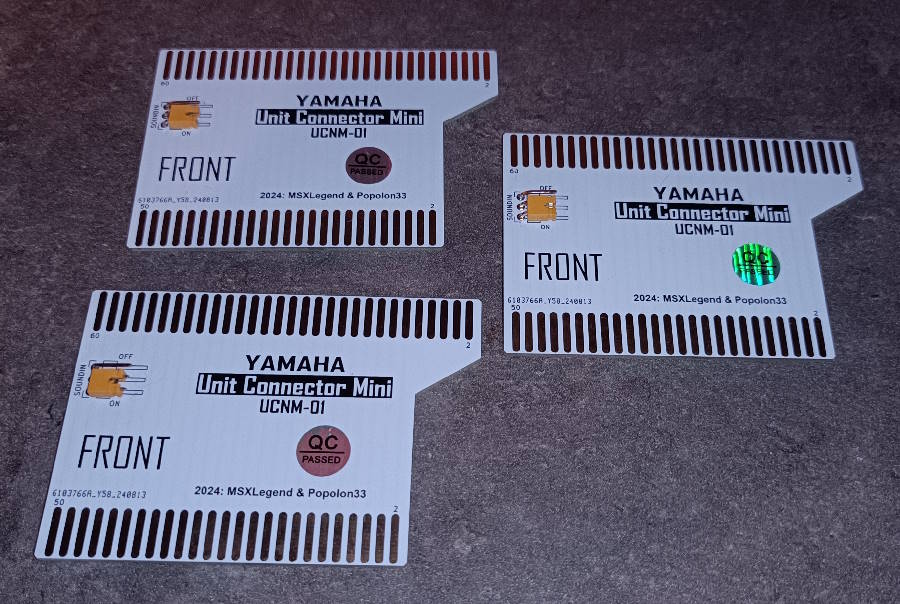 60
2
OFF
SOUNDIN
ON
YAMAHA
Unit Connector Mini
UCNM-01
FRONT
QC
PASSED
2024: MSXLegend & Popolon33
6103766A_Y58_240813
50
2
60
2
OFF
SOUNDIN
ON
YAMAHA
Unit Connector Mini
UCNM-01
FRONT
QC
PASSED
2024: MSXLegend & Popolon33
6103766A_Y58_240813
50
2
60
2
OFF
SOUNDIN
ON
YAMAHA
Unit Connector Mini
UCNM-01
FRONT
QC
PASSED
2024: MSXLegend & Popolon33
6103766A_Y58_240813
50
2